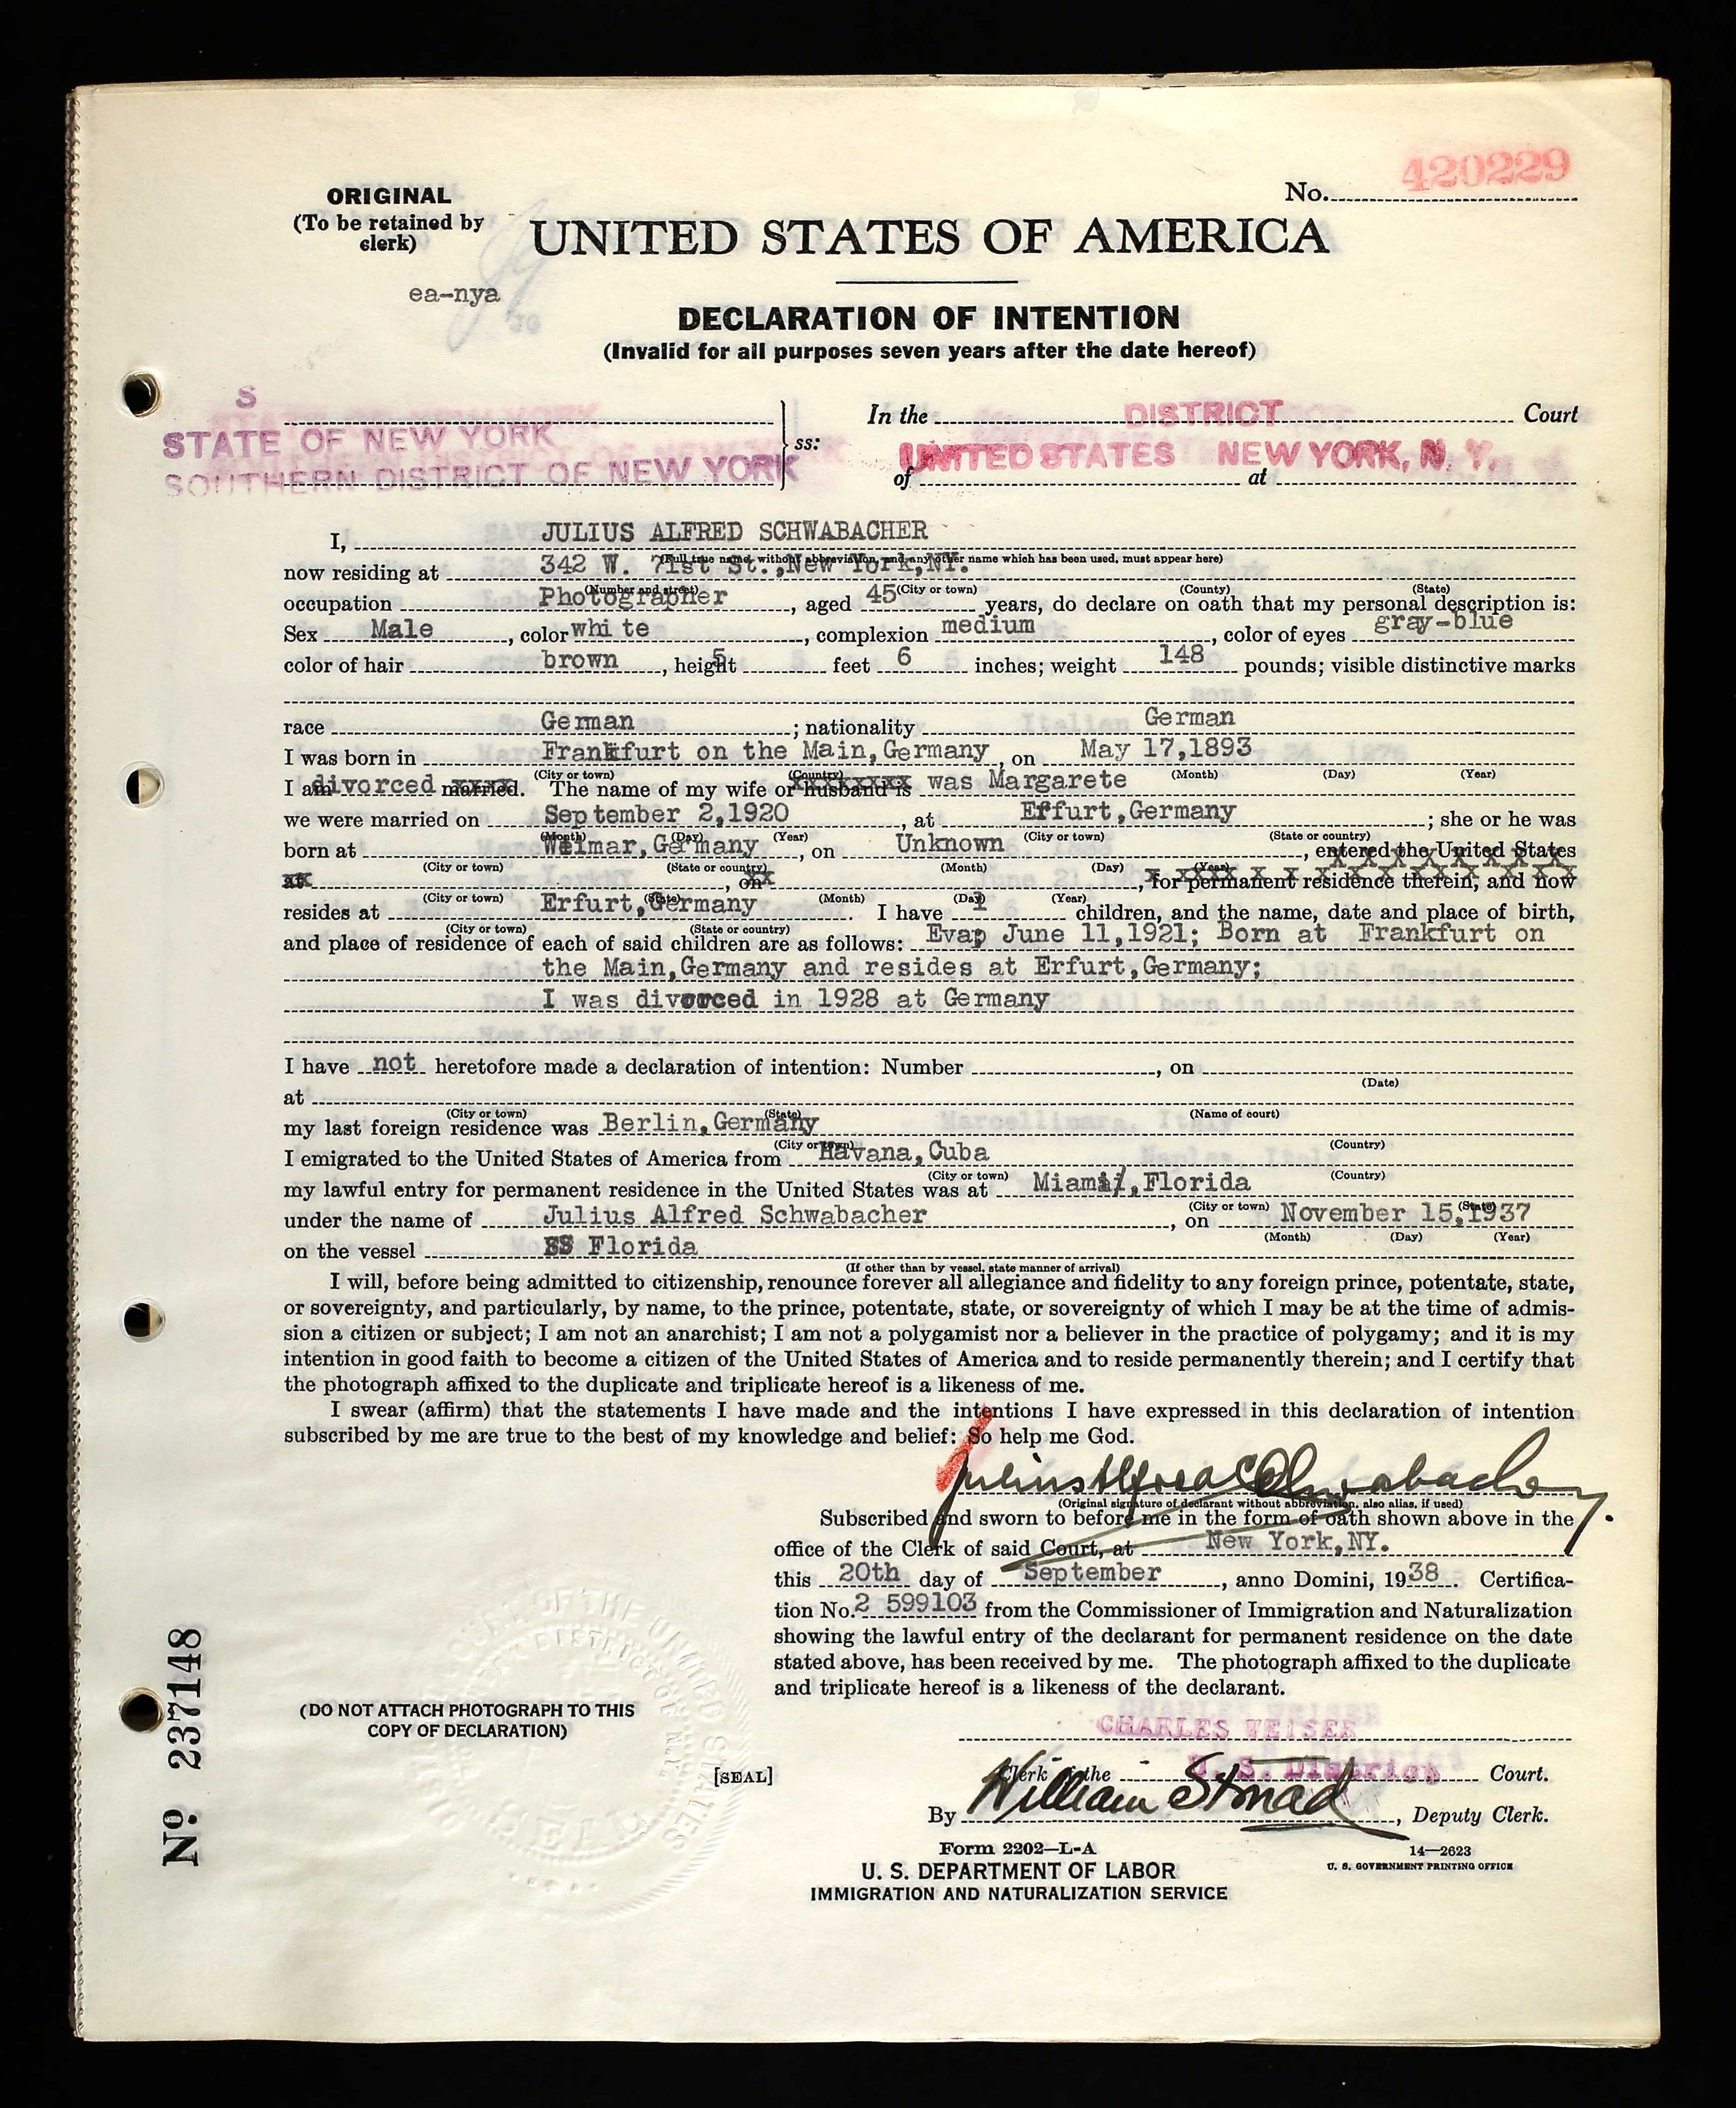 420229
No.
ORIGINAL
(To be retained by
clerk)
UNITED STATES OF AMERICA
ea-nya
DECLARATION OF INTENTION
(Invalid for all purposes seven years after the date hereof)
S
STATE OF NEW YORK
SOUTHERN DISTRICT OF NEW YORK
ss:
In the DISTRICT Court
of UNITED STATES at NEW YORK, N. Y.
I, JULIUS ALFRED SCHWABACHER
(Full true name, without abbreviation, and any other name which has been used, must appear here)
now residing at 342 W. 71st St., New York, NY.
(Number and street) (City or town) (County) (State)
occupation Photographer, aged 45 years, do declare on oath that my personal description is:
Sex Male, color white, complexion medium, color of eyes gray-blue
color of hair brown, height 5 feet 6 inches; weight 148 pounds; visible distinctive marks
race German; nationality German
I was born in Frankfurt on the Main, Germany, on May 17, 1893
(City or town) (Country) (Month) (Day) (Year)
I am divorced married. The name of my wife or husband is was Margarete
we were married on September 2, 1920, at Erfurt, Germany; she or he was
(Month) (Day) (Year) (City or town) (State or country)
born at Weimar, Germany, on Unknown, entered the United States
(City or town) (State or country) (Month) (Day) (Year)
at, on, for permanent residence therein, and now
(City or town) (State) (Month) (Day) (Year)
resides at Erfurt, Germany. I have 1 children, and the name, date and place of birth,
(City or town) (State or country)
and place of residence of each of said children are as follows: Eva; June 11, 1921; Born at Frankfurt on
the Main, Germany and resides at Erfurt, Germany;
I was divorced in 1928 at Germany
I have not heretofore made a declaration of intention: Number, on
(Date)
at
(City or town) (State) (Name of court)
my last foreign residence was Berlin, Germany
(City or town) (Country)
I emigrated to the United States of America from Havana, Cuba
(City or town) (Country)
my lawful entry for permanent residence in the United States was at Miami, Florida
(City or town) (State)
under the name of Julius Alfred Schwabacher, on November 15, 1937
(Month) (Day) (Year)
on the vessel SS Florida
(If other than by vessel, state manner of arrival)
I will, before being admitted to citizenship, renounce forever all allegiance and fidelity to any foreign prince, potentate, state,
or sovereignty, and particularly, by name, to the prince, potentate, state, or sovereignty of which I may be at the time of admis-
sion a citizen or subject; I am not an anarchist; I am not a polygamist nor a believer in the practice of polygamy; and it is my
intention in good faith to become a citizen of the United States of America and to reside permanently therein; and I certify that
the photograph affixed to the duplicate and triplicate hereof is a likeness of me.
I swear (affirm) that the statements I have made and the intentions I have expressed in this declaration of intention
subscribed by me are true to the best of my knowledge and belief: So help me God.
Julius Alfred Schwabacher.
(Original signature of declarant without abbreviation, also alias, if used)
Subscribed and sworn to before me in the form of oath shown above in the
office of the Clerk of said Court, at New York, NY.
this 20th day of September, anno Domini, 1938. Certifica-
tion No. 2 599103 from the Commissioner of Immigration and Naturalization
showing the lawful entry of the declarant for permanent residence on the date
stated above, has been received by me. The photograph affixed to the duplicate
and triplicate hereof is a likeness of the declarant.
CHARLES WEISER
Clerk of the U. S. District Court.
By William Strnad, Deputy Clerk.
(DO NOT ATTACH PHOTOGRAPH TO THIS
COPY OF DECLARATION)
[SEAL]
Form 2202—L-A
U. S. DEPARTMENT OF LABOR
IMMIGRATION AND NATURALIZATION SERVICE
14—2623
U. S. GOVERNMENT PRINTING OFFICE
No 237148